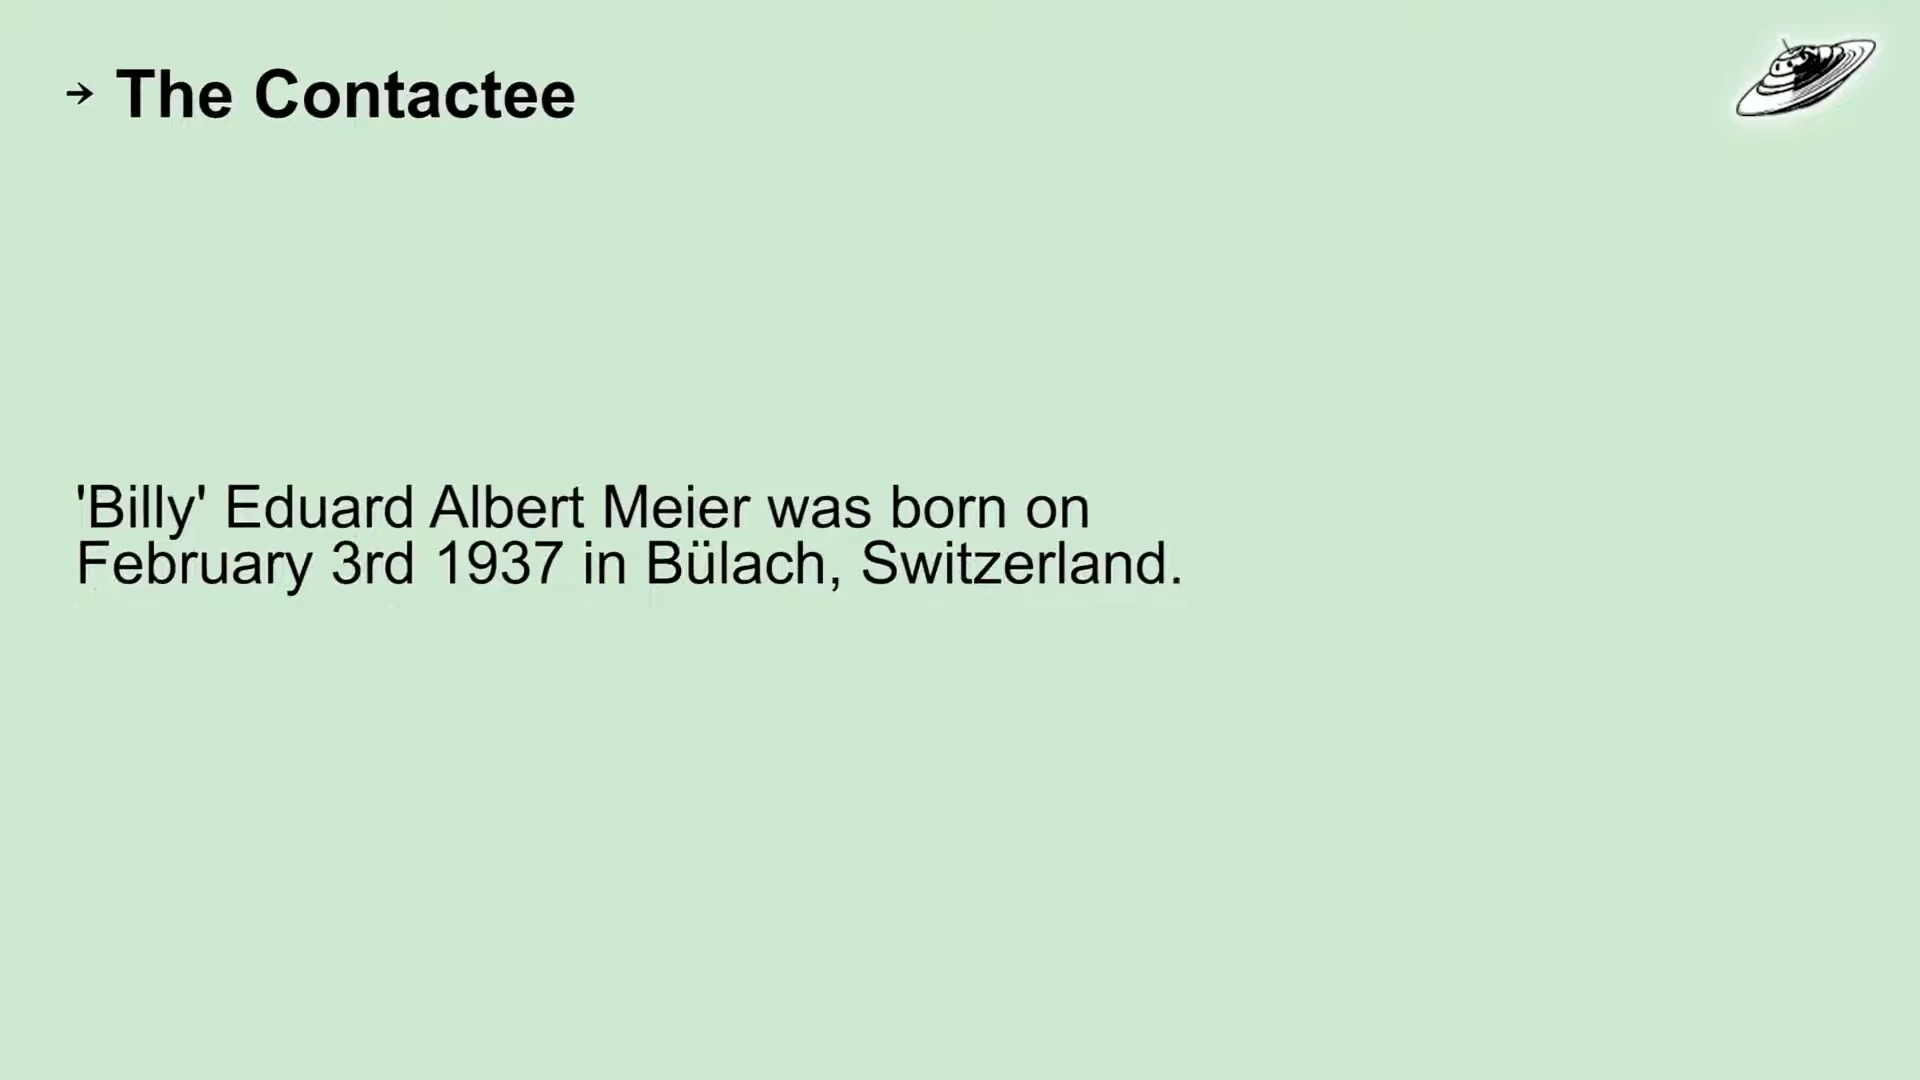 → The Contactee
'Billy' Eduard Albert Meier was born on
February 3rd 1937 in Bülach, Switzerland.